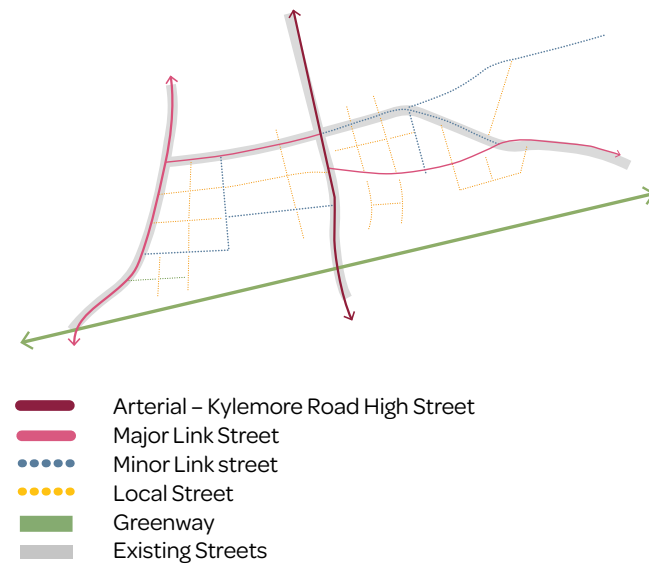 Arterial – Kylemore Road High Street
Major Link Street
Minor Link street
Local Street
Greenway
Existing Streets